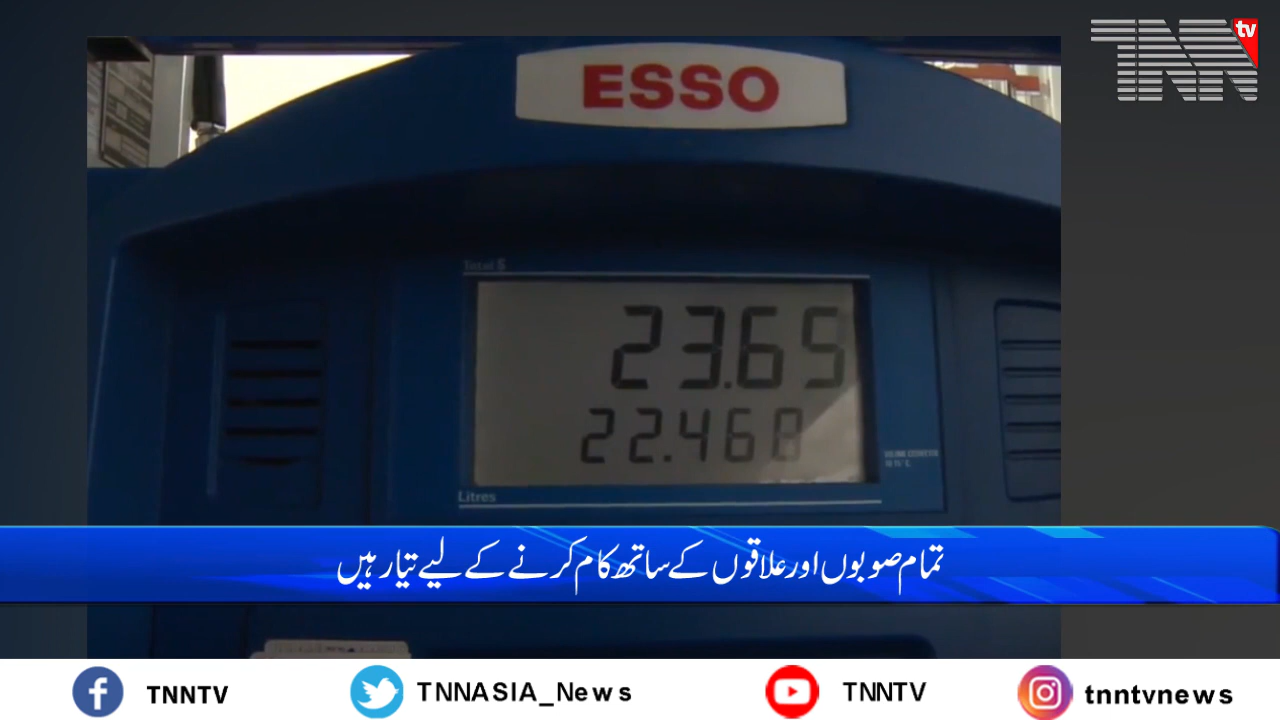 TNN tv
ESSO
Total $
23.65
22.468
Litres
تمام صوبوں اور علاقوں کے ساتھ کام کرنے کے لیے تیار ہیں
TNNTV
TNNASIA_News
TNNTV
tnntvnews